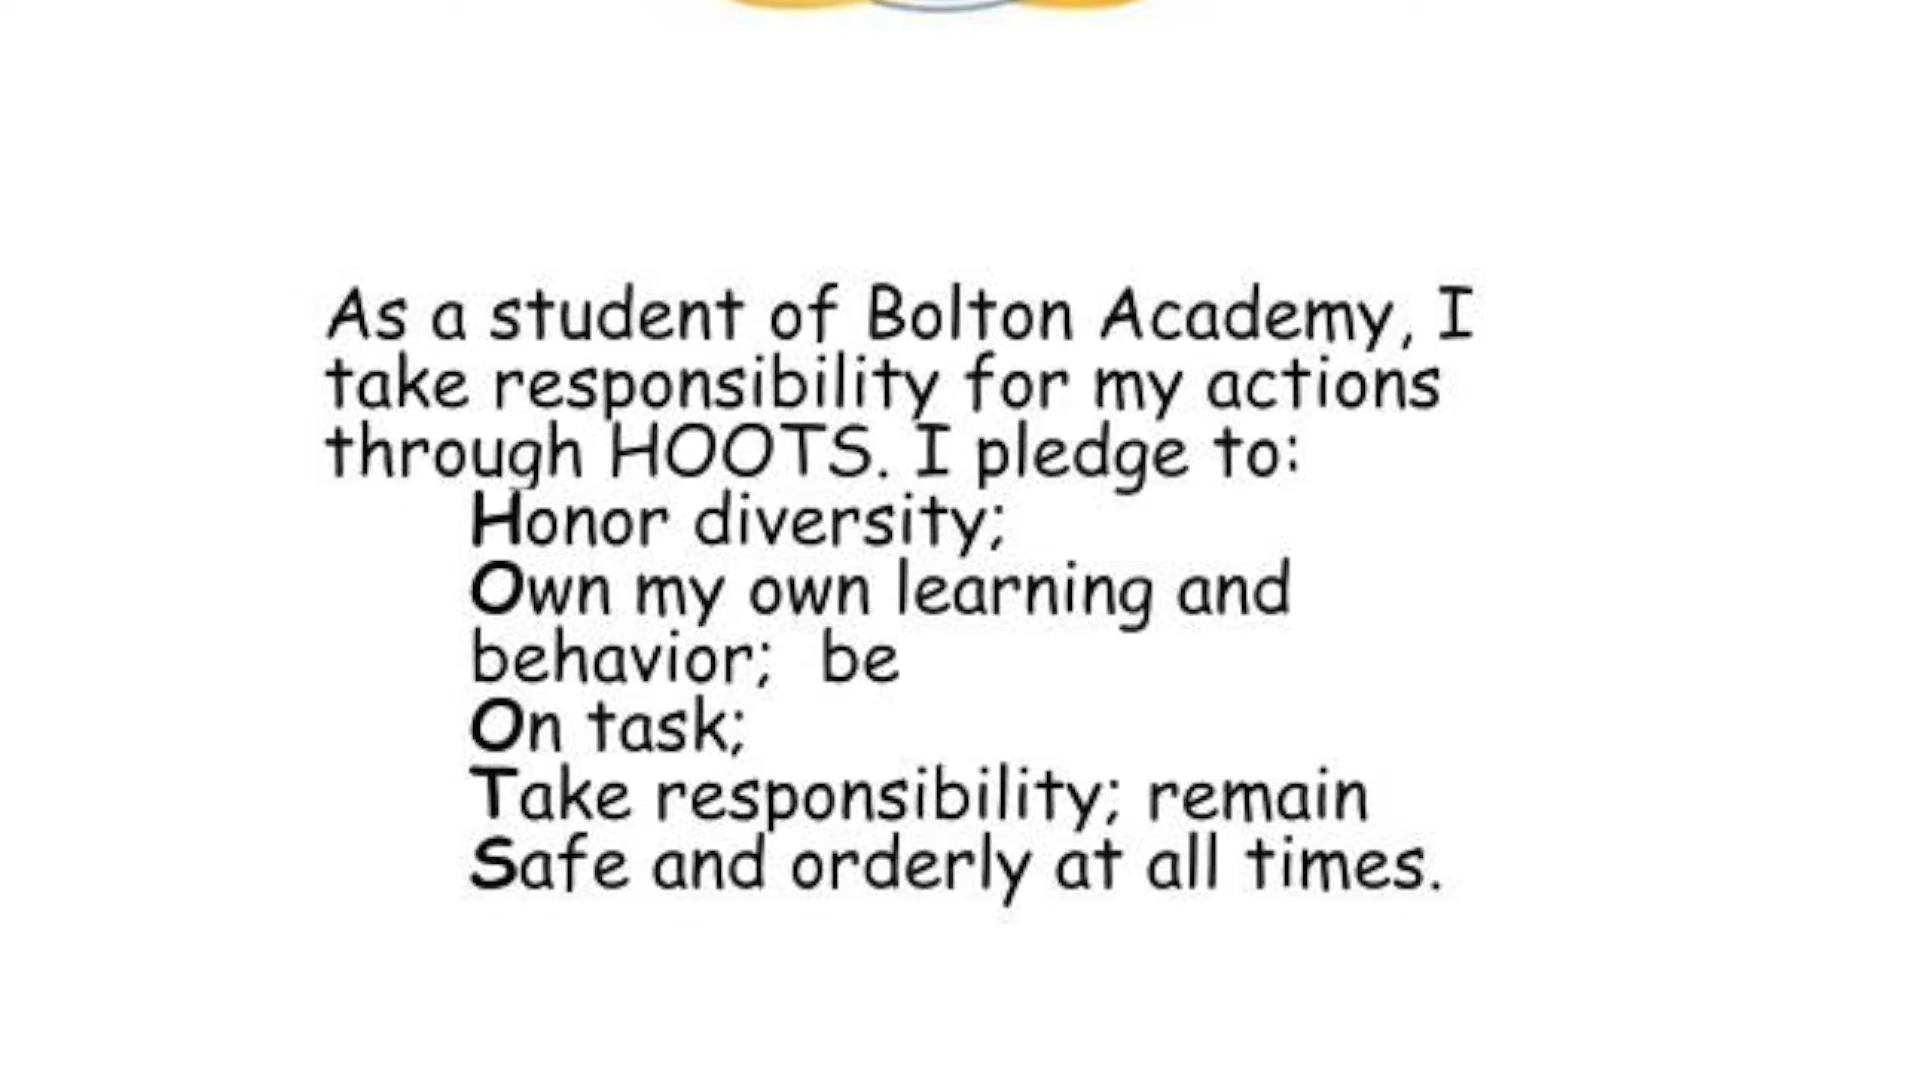 As a student of Bolton Academy, I
take responsibility for my actions
through HOOTS. I pledge to:
Honor diversity;
Own my own learning and
behavior;  be
On task;
Take responsibility; remain
Safe and orderly at all times.